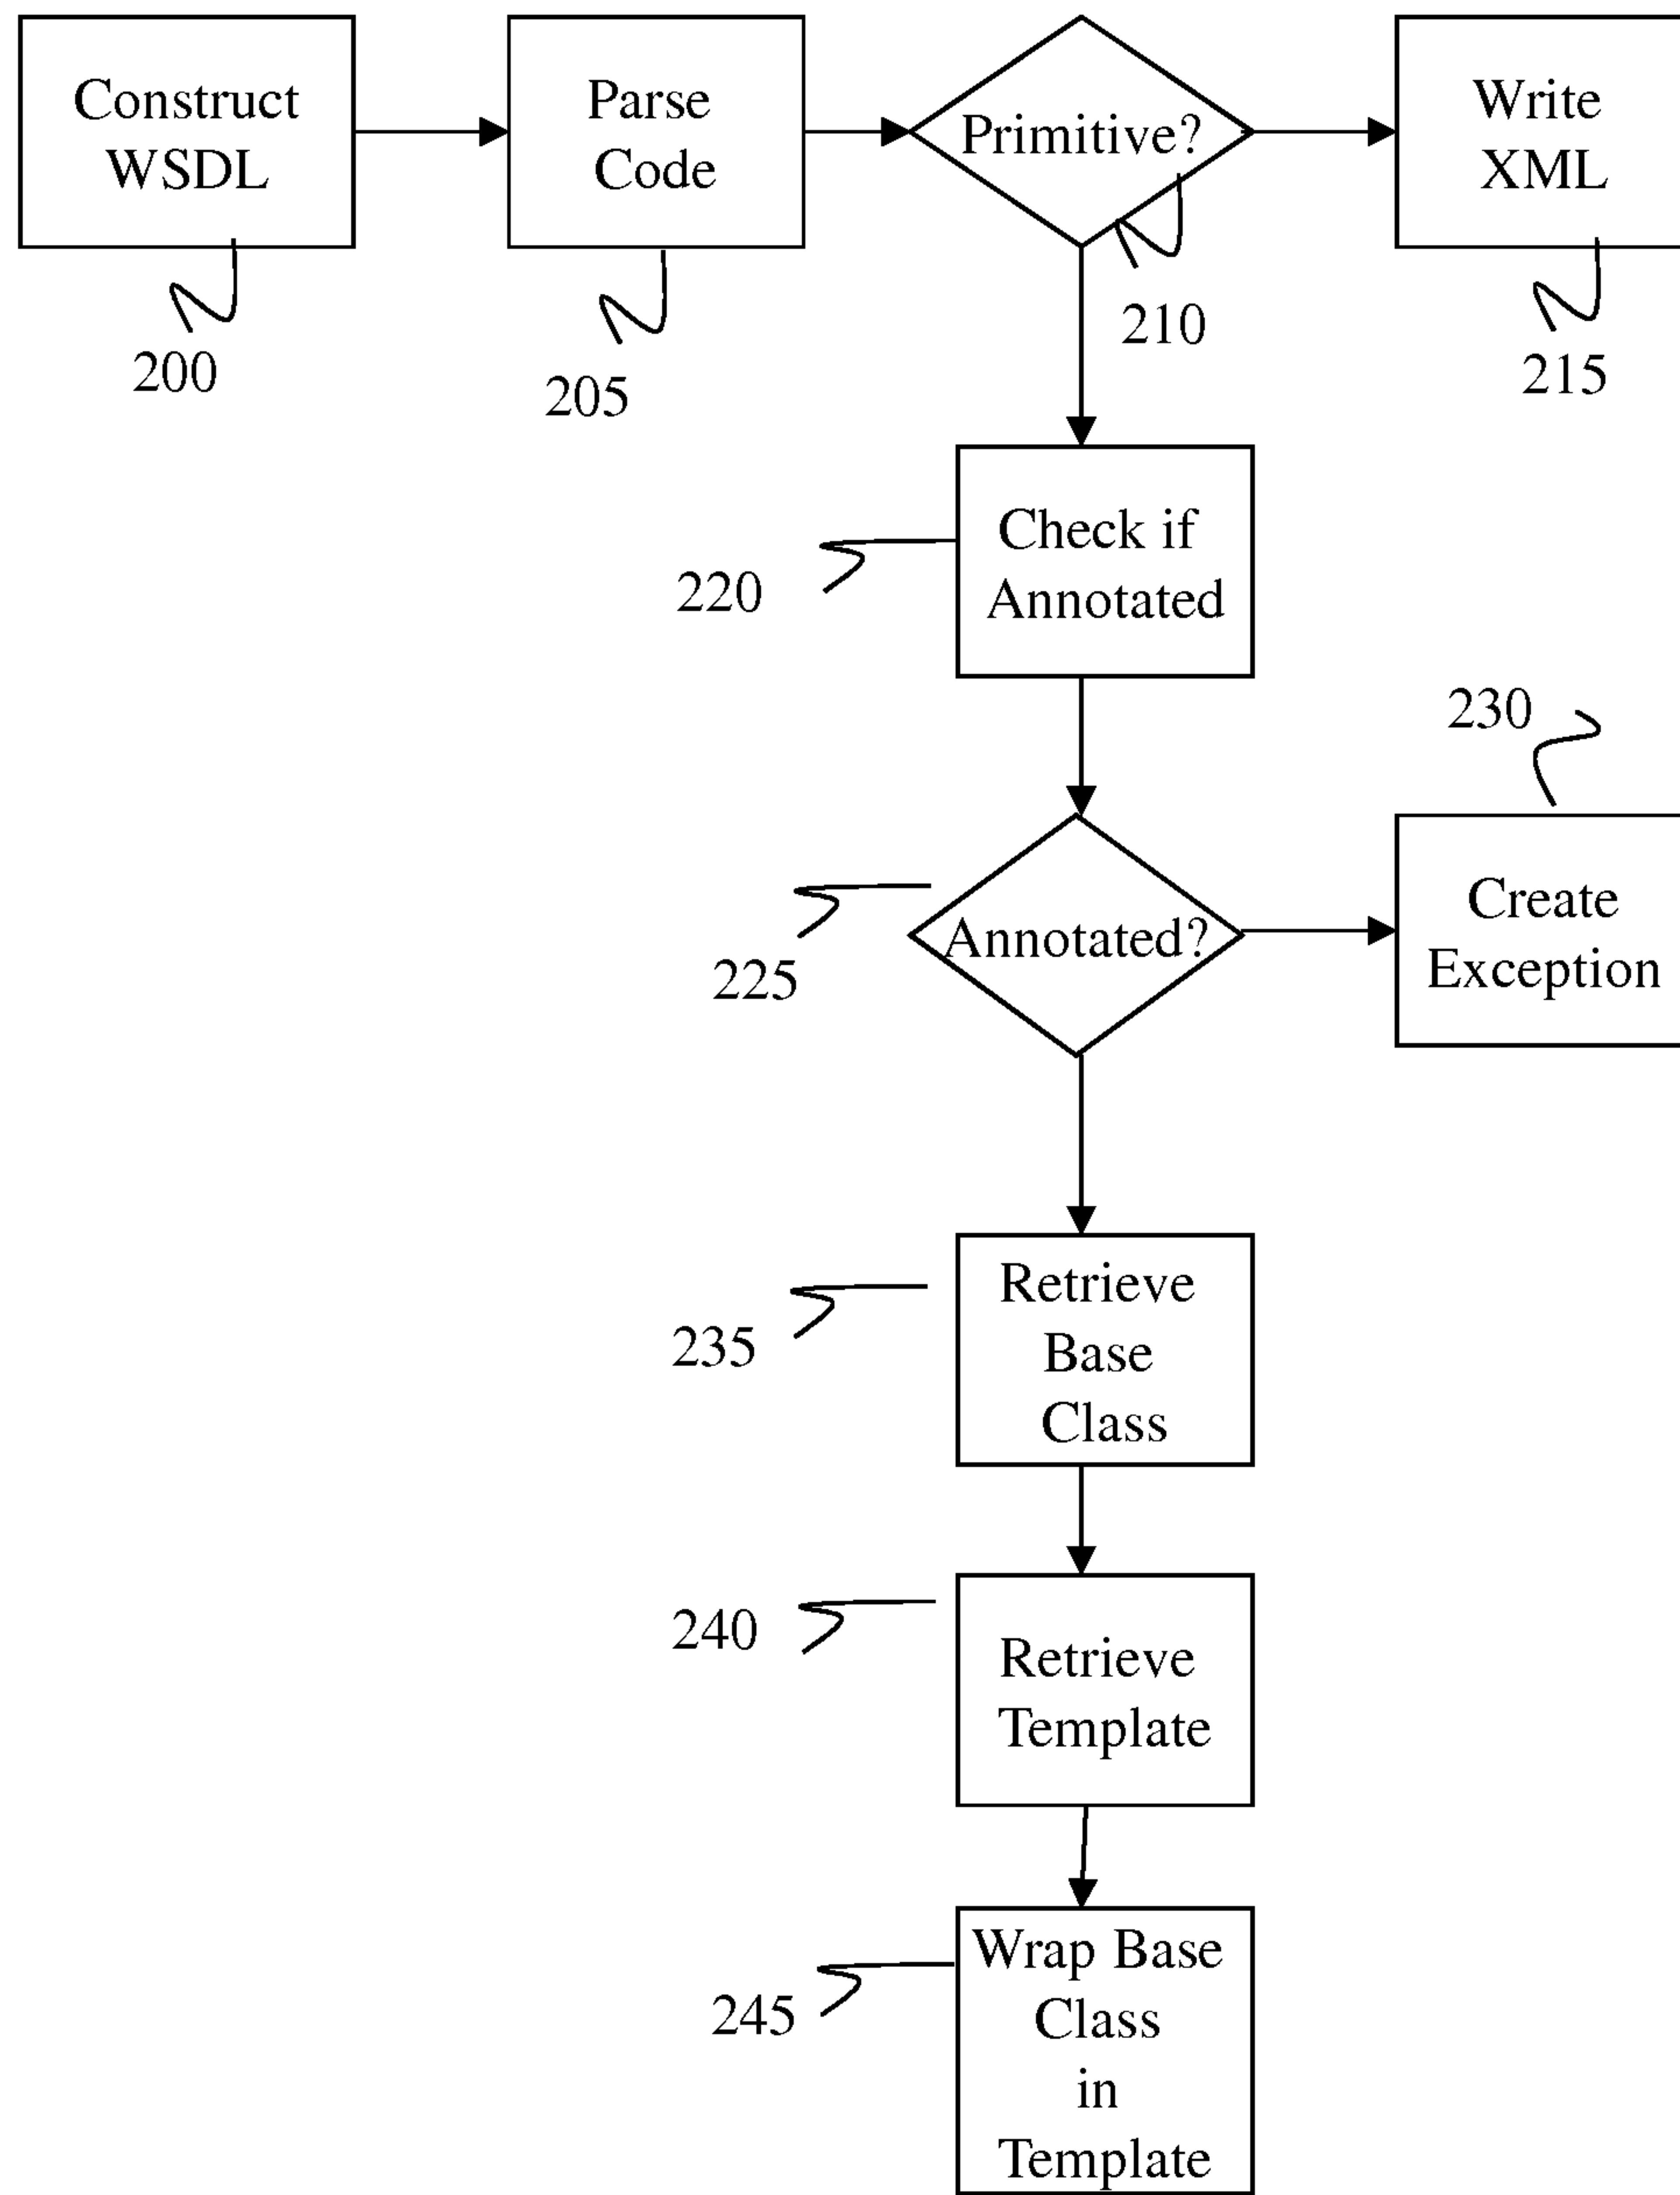 Construct
WSDL
200
Parse
Code
205
Primitive?
210
Write
XML
215
Check if
Annotated
220
Annotated?
225
230
Create
Exception
Retrieve
Base
Class
235
Retrieve
Template
240
Wrap Base
Class
in
Template
245